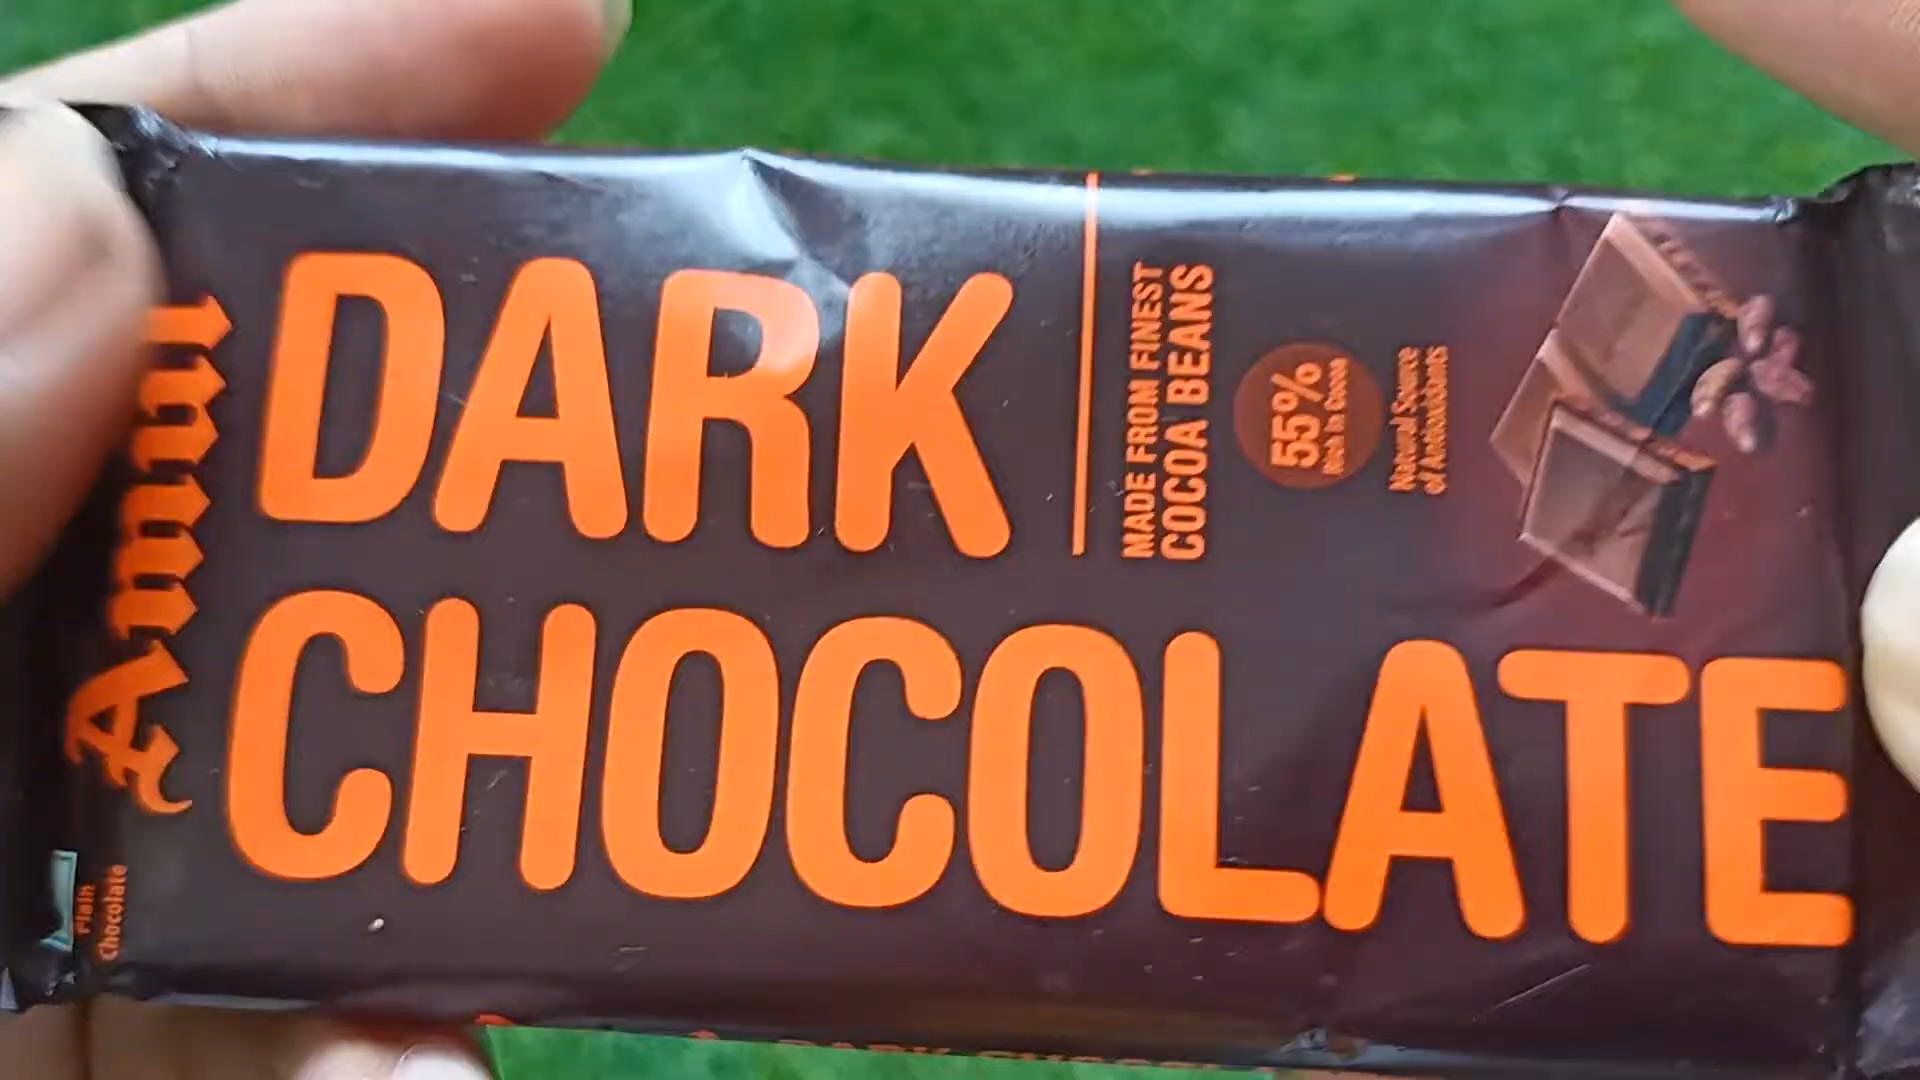 Amul
DARK
CHOCOLATE
MADE FROM FINEST
COCOA BEANS
55%
Rich in Cocoa
Natural Source
of Antioxidants
Plain
Chocolate